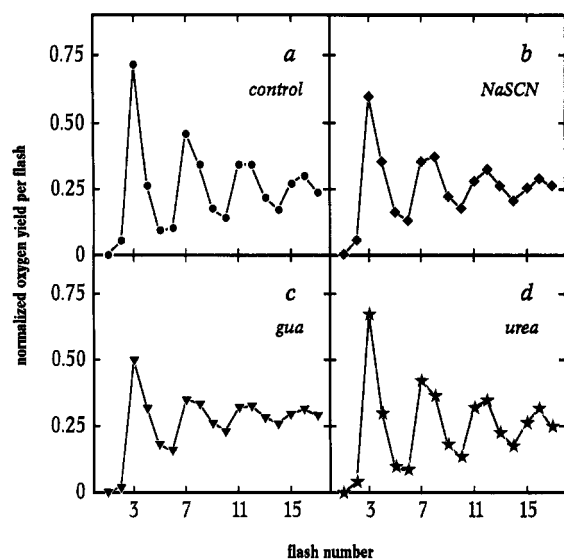 normalized oxygen yield per flash
0.75
0.50
0.25
0
a
control
b
NaSCN
0.75
0.50
0.25
0
c
gua
d
urea
3 7 11 15 3 7 11 15
flash number